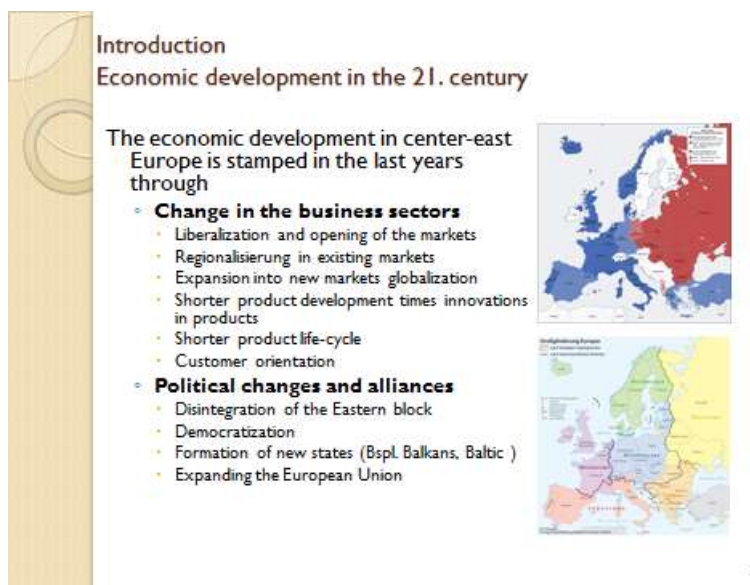 Introduction
Economic development in the 21. century
The economic development in center-east
Europe is stamped in the last years
through
Change in the business sectors
Liberalization and opening of the markets
Regionalisierung in existing markets
Expansion into new markets globalization
Shorter product development times innovations
in products
Shorter product life-cycle
Customer orientation
Political changes and alliances
Disintegration of the Eastern block
Democratization
Formation of new states (Bspl. Balkans, Baltic )
Expanding the European Union